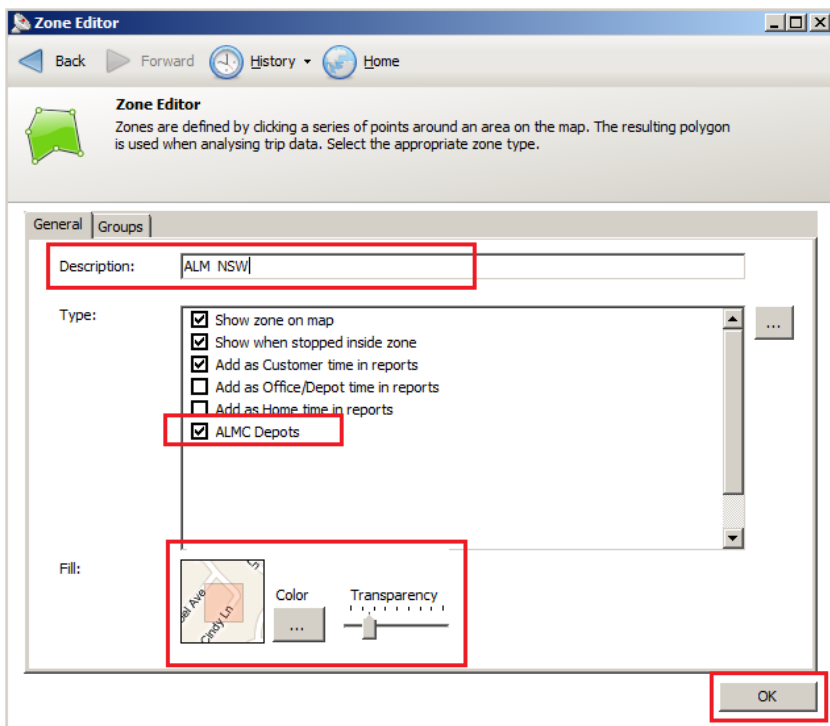 Zone Editor
Back Forward History Home
Zone Editor
Zones are defined by clicking a series of points around an area on the map. The resulting polygon
is used when analysing trip data. Select the appropriate zone type.
General Groups
Description: ALM NSW
Type:
Show zone on map
...
Show when stopped inside zone
Add as Customer time in reports
Add as Office/Depot time in reports
Add as Home time in reports
ALMC Depots
Fill:
Ave
Cindy Ln
Color Transparency
...
OK